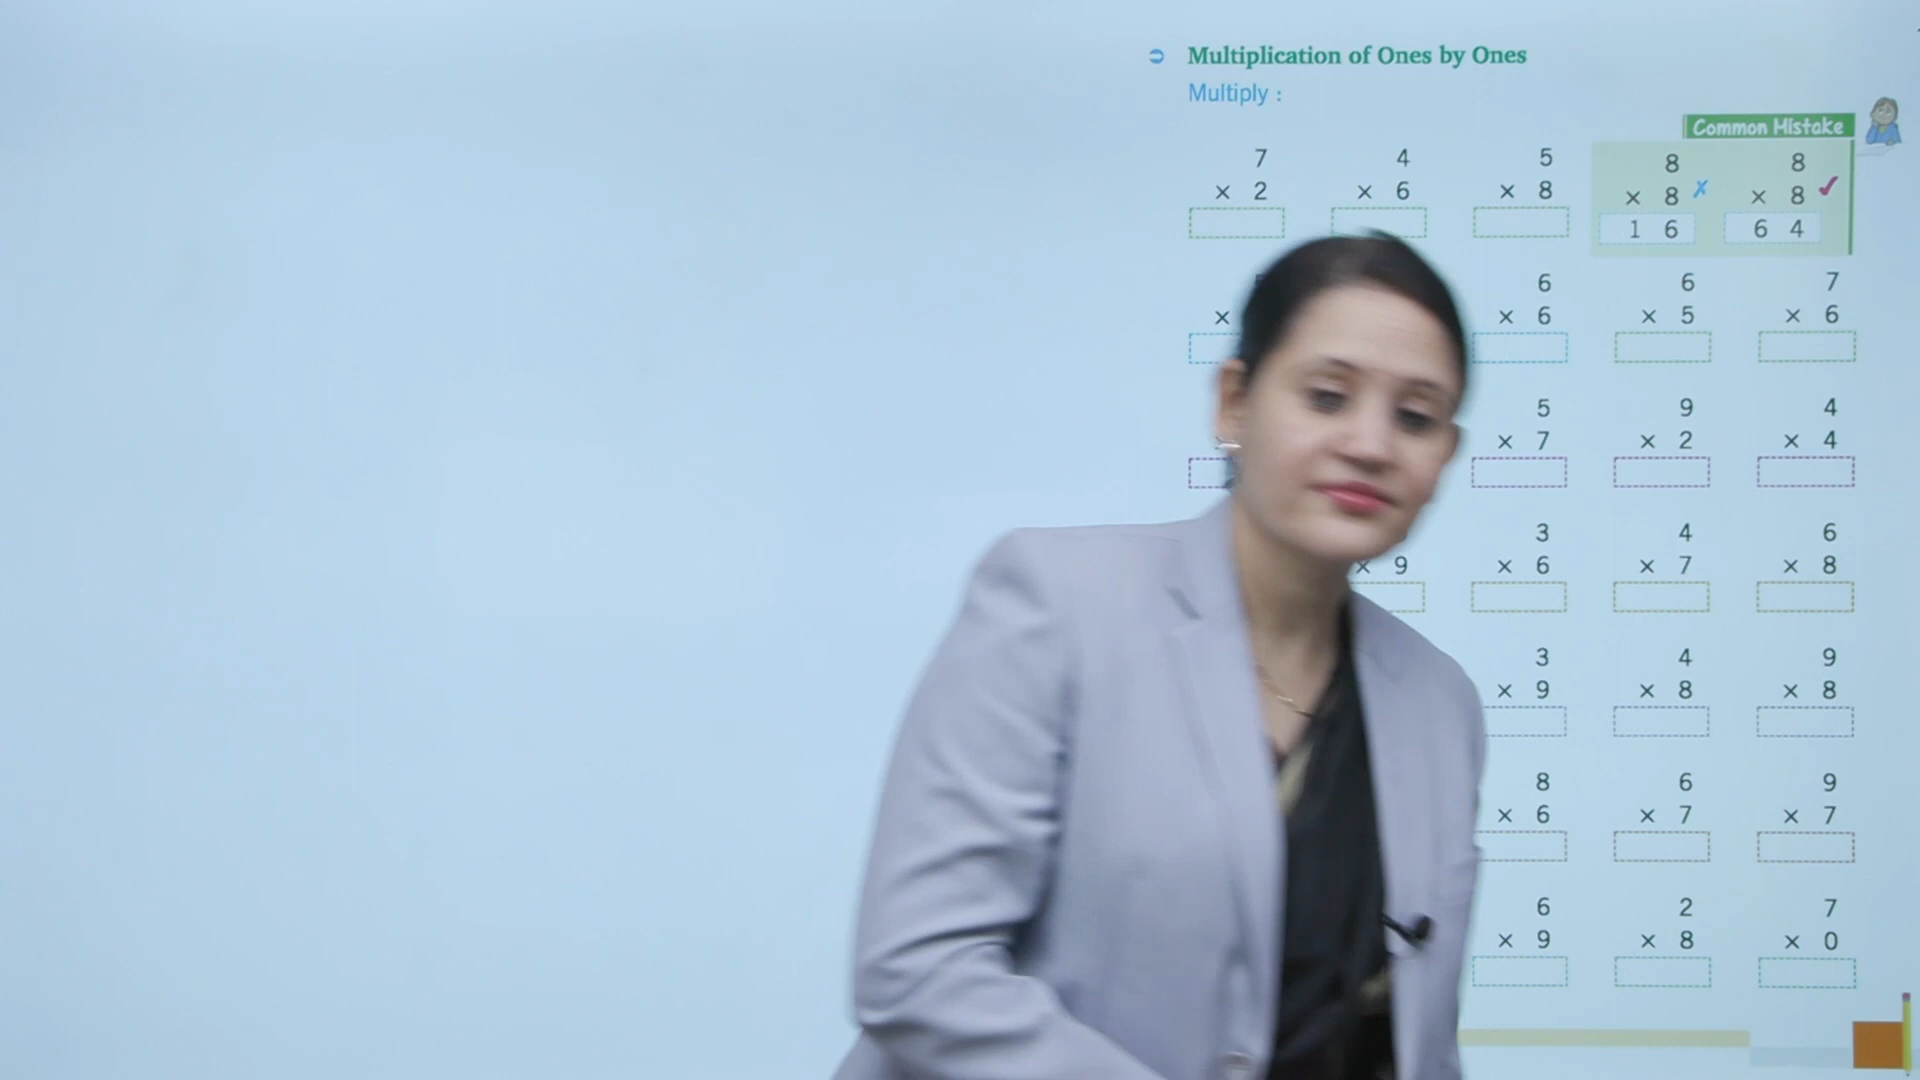 Multiplication of Ones by Ones
Multiply :
Common Mistake
7 4 5 8 8
× 2 × 6 × 8 × 8 ✗ × 8 ✓
1 6 6 4
6 6 7
× × 6 × 5 × 6
5 9 4
× 7 × 2 × 4
3 4 6
× 9 × 6 × 7 × 8
3 4 9
× 9 × 8 × 8
8 6 9
× 6 × 7 × 7
6 2 7
× 9 × 8 × 0